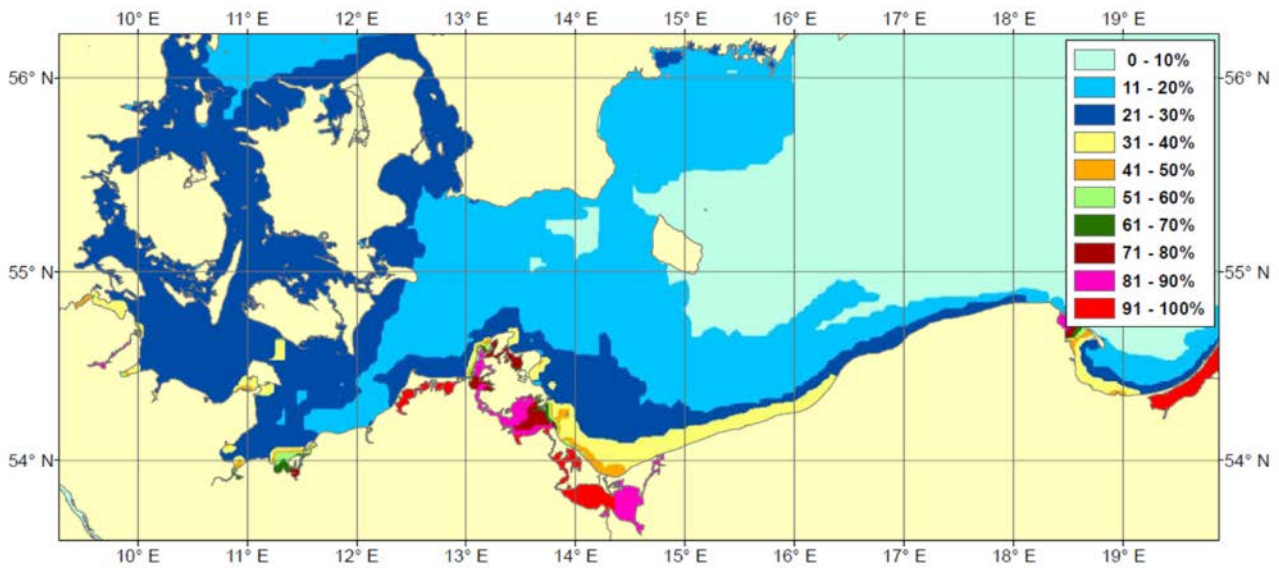 10° E 11° E 12° E 13° E 14° E 15° E 16° E 17° E 18° E 19° E
56° N 56° N
55° N 55° N
54° N 54° N
0 - 10%
11 - 20%
21 - 30%
31 - 40%
41 - 50%
51 - 60%
61 - 70%
71 - 80%
81 - 90%
91 - 100%
10° E 11° E 12° E 13° E 14° E 15° E 16° E 17° E 18° E 19° E